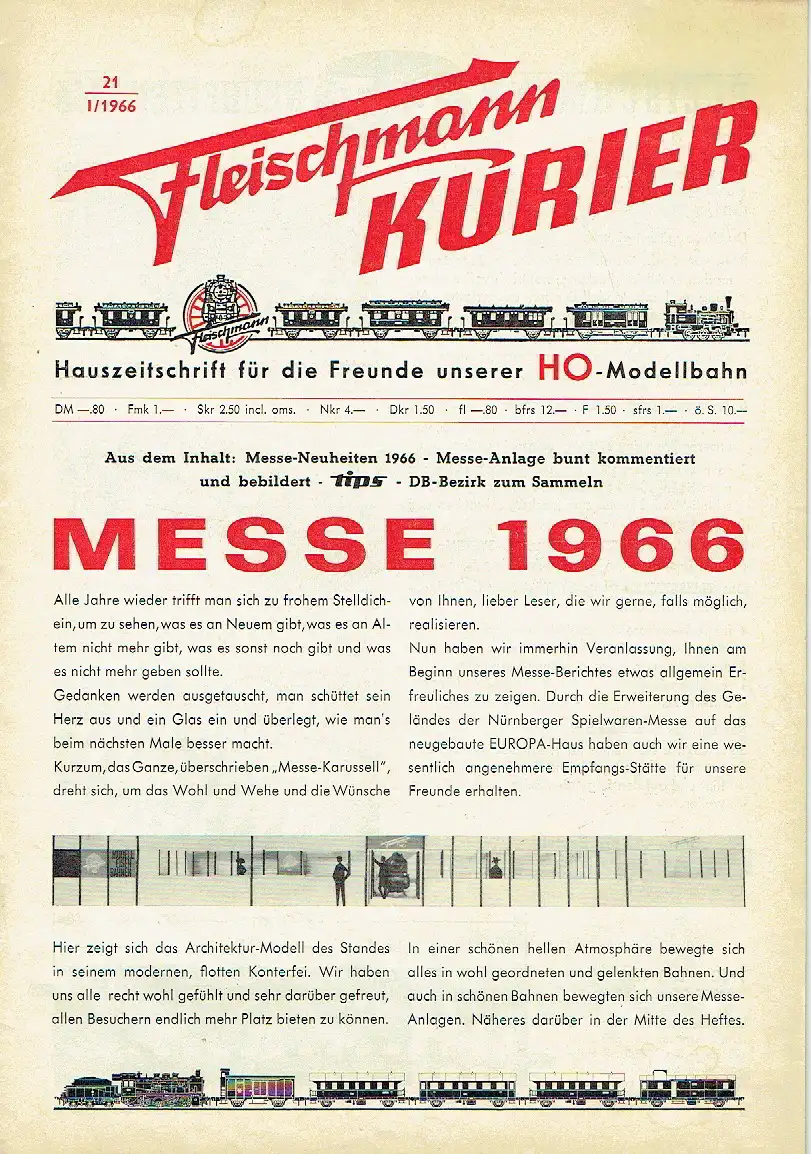 21
I/1966
Fleischmann
KURIER
Fleischmann
Hauszeitschrift für die Freunde unserer HO-Modellbahn
DM —.80 · Fmk 1.— · Skr 2.50 incl. oms. · Nkr 4.— · Dkr 1.50 · fl —.80 · bfrs 12.— · F 1.50 · sfrs 1.— · ö. S. 10.—
Aus dem Inhalt: Messe-Neuheiten 1966 - Messe-Anlage bunt kommentiert
und bebildert - tips - DB-Bezirk zum Sammeln
MESSE 1966
Alle Jahre wieder trifft man sich zu frohem Stelldich-
ein, um zu sehen, was es an Neuem gibt, was es an Al-
tem nicht mehr gibt, was es sonst noch gibt und was
es nicht mehr geben sollte.
Gedanken werden ausgetauscht, man schüttet sein
Herz aus und ein Glas ein und überlegt, wie man's
beim nächsten Male besser macht.
Kurzum, das Ganze, überschrieben „Messe-Karussell",
dreht sich, um das Wohl und Wehe und die Wünsche
von Ihnen, lieber Leser, die wir gerne, falls möglich,
realisieren.
Nun haben wir immerhin Veranlassung, Ihnen am
Beginn unseres Messe-Berichtes etwas allgemein Er-
freuliches zu zeigen. Durch die Erweiterung des Ge-
ländes der Nürnberger Spielwaren-Messe auf das
neugebaute EUROPA-Haus haben auch wir eine we-
sentlich angenehmere Empfangs-Stätte für unsere
Freunde erhalten.
Hier zeigt sich das Architektur-Modell des Standes
in seinem modernen, flotten Konterfei. Wir haben
uns alle recht wohl gefühlt und sehr darüber gefreut,
allen Besuchern endlich mehr Platz bieten zu können.
In einer schönen hellen Atmosphäre bewegte sich
alles in wohl geordneten und gelenkten Bahnen. Und
auch in schönen Bahnen bewegten sich unsere Messe-
Anlagen. Näheres darüber in der Mitte des Heftes.